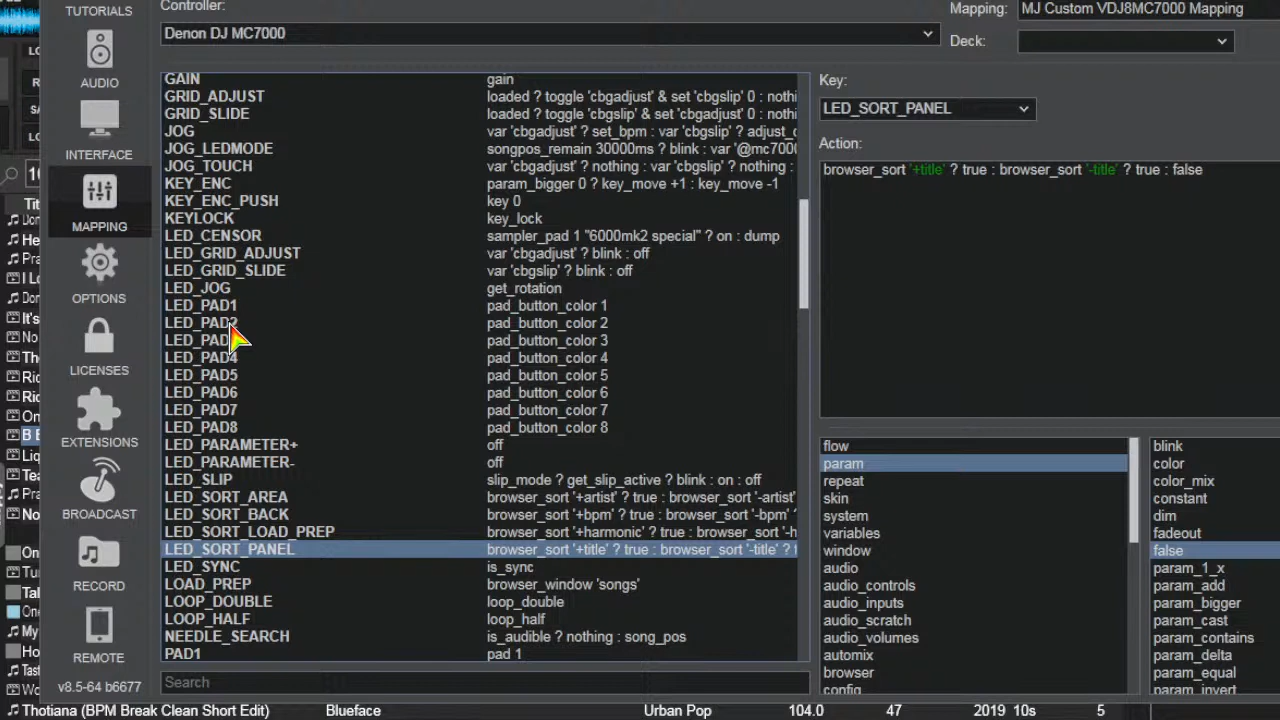 TUTORIALS
AUDIO
INTERFACE
MAPPING
OPTIONS
LICENSES
EXTENSIONS
BROADCAST
RECORD
REMOTE
v8.5-64 b6677
Controller:
Denon DJ MC7000
Mapping:
MJ Custom VDJ8MC7000 Mapping
Deck:
GAIN gain
GRID_ADJUST loaded ? toggle 'cbgadjust' & set 'cbgslip' 0 : nothi
GRID_SLIDE loaded ? toggle 'cbgslip' & set 'cbgadjust' 0 : nothi
JOG var 'cbgadjust' ? set_bpm : var 'cbgslip' ? adjust_c
JOG_LEDMODE songpos_remain 30000ms ? blink : var '@mc700
JOG_TOUCH var 'cbgadjust' ? nothing : var 'cbgslip' ? nothing :
KEY_ENC param_bigger 0 ? key_move +1 : key_move -1
KEY_ENC_PUSH key 0
KEYLOCK key_lock
LED_CENSOR sampler_pad 1 "6000mk2 special" ? on : dump
LED_GRID_ADJUST var 'cbgadjust' ? blink : off
LED_GRID_SLIDE var 'cbgslip' ? blink : off
LED_JOG get_rotation
LED_PAD1 pad_button_color 1
LED_PAD2 pad_button_color 2
LED_PAD pad_button_color 3
LED_PAD4 pad_button_color 4
LED_PAD5 pad_button_color 5
LED_PAD6 pad_button_color 6
LED_PAD7 pad_button_color 7
LED_PAD8 pad_button_color 8
LED_PARAMETER+ off
LED_PARAMETER- off
LED_SLIP slip_mode ? get_slip_active ? blink : on : off
LED_SORT_AREA browser_sort '+artist' ? true : browser_sort '-artist'
LED_SORT_BACK browser_sort '+bpm' ? true : browser_sort '-bpm'
LED_SORT_LOAD_PREP browser_sort '+harmonic' ? true : browser_sort '-h
LED_SORT_PANEL browser_sort '+title' ? true : browser_sort '-title' ? f
LED_SYNC is_sync
LOAD_PREP browser_window 'songs'
LOOP_DOUBLE loop_double
LOOP_HALF loop_half
NEEDLE_SEARCH is_audible ? nothing : song_pos
PAD1 pad 1
Search
Key:
LED_SORT_PANEL
Action:
browser_sort '+title' ? true : browser_sort '-title' ? true : false
flow
param
repeat
skin
system
variables
window
audio
audio_controls
audio_inputs
audio_scratch
audio_volumes
automix
browser
config
blink
color
color_mix
constant
dim
fadeout
false
param_1_x
param_add
param_bigger
param_cast
param_contains
param_delta
param_equal
param_invert
Thotiana (BPM Break Clean Short Edit) Blueface Urban Pop 104.0 47 2019 10s 5